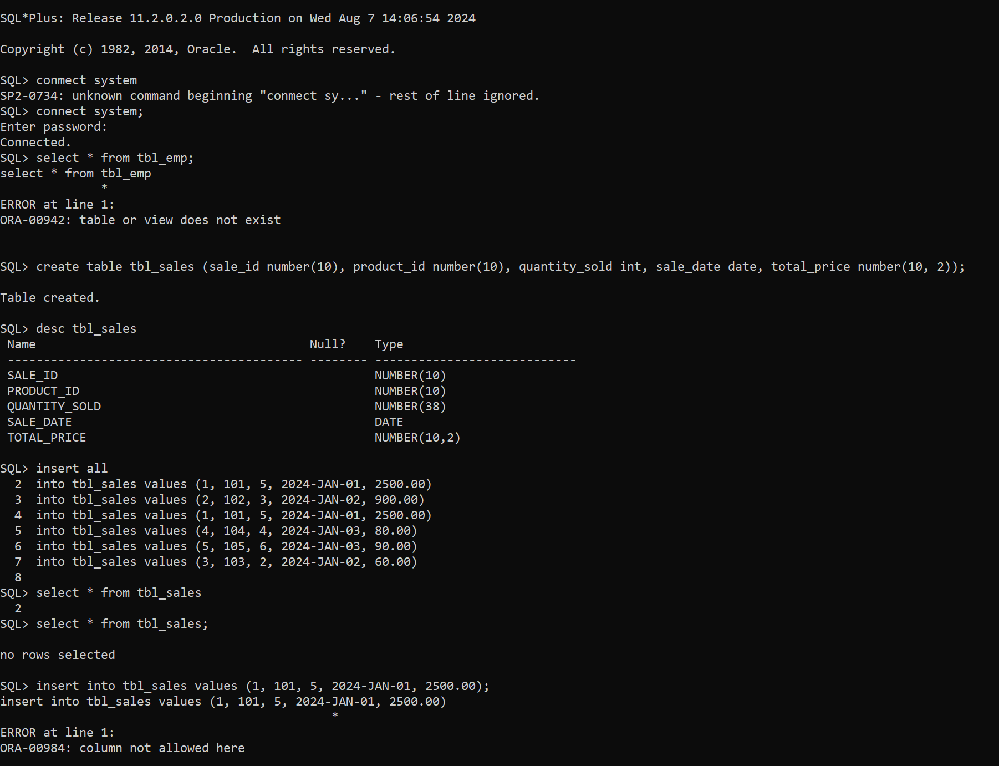 SQL*Plus: Release 11.2.0.2.0 Production on Wed Aug 7 14:06:54 2024
Copyright (c) 1982, 2014, Oracle.  All rights reserved.
SQL> conmect system
SP2-0734: unknown command beginning "conmect sy..." - rest of line ignored.
SQL> connect system;
Enter password:
Connected.
SQL> select * from tbl_emp;
select * from tbl_emp
              *
ERROR at line 1:
ORA-00942: table or view does not exist
SQL> create table tbl_sales (sale_id number(10), product_id number(10), quantity_sold int, sale_date date, total_price number(10, 2));
Table created.
SQL> desc tbl_sales
 Name                                      Null?    Type
 ----------------------------------------- -------- ----------------------------
 SALE_ID                                            NUMBER(10)
 PRODUCT_ID                                         NUMBER(10)
 QUANTITY_SOLD                                      NUMBER(38)
 SALE_DATE                                          DATE
 TOTAL_PRICE                                        NUMBER(10,2)
SQL> insert all
  2  into tbl_sales values (1, 101, 5, 2024-JAN-01, 2500.00)
  3  into tbl_sales values (2, 102, 3, 2024-JAN-02, 900.00)
  4  into tbl_sales values (1, 101, 5, 2024-JAN-01, 2500.00)
  5  into tbl_sales values (4, 104, 4, 2024-JAN-03, 80.00)
  6  into tbl_sales values (5, 105, 6, 2024-JAN-03, 90.00)
  7  into tbl_sales values (3, 103, 2, 2024-JAN-02, 60.00)
  8
SQL> select * from tbl_sales
  2
SQL> select * from tbl_sales;
no rows selected
SQL> insert into tbl_sales values (1, 101, 5, 2024-JAN-01, 2500.00);
insert into tbl_sales values (1, 101, 5, 2024-JAN-01, 2500.00)
                                              *
ERROR at line 1:
ORA-00984: column not allowed here